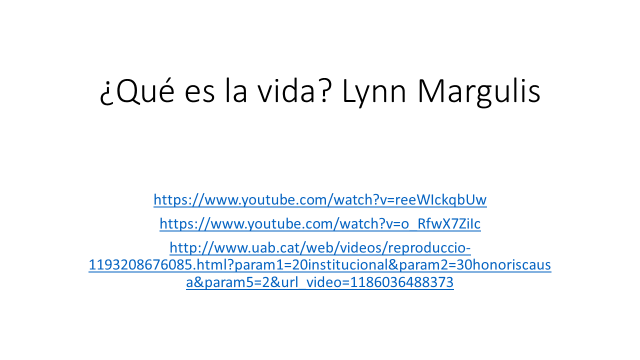 ¿Qué es la vida? Lynn Margulis
https://www.youtube.com/watch?v=reeWIckqbUw
https://www.youtube.com/watch?v=o_RfwX7ZiIc
http://www.uab.cat/web/videos/reproduccio-
1193208676085.html?param1=20institucional&param2=30honoriscaus
a&param5=2&url_video=1186036488373